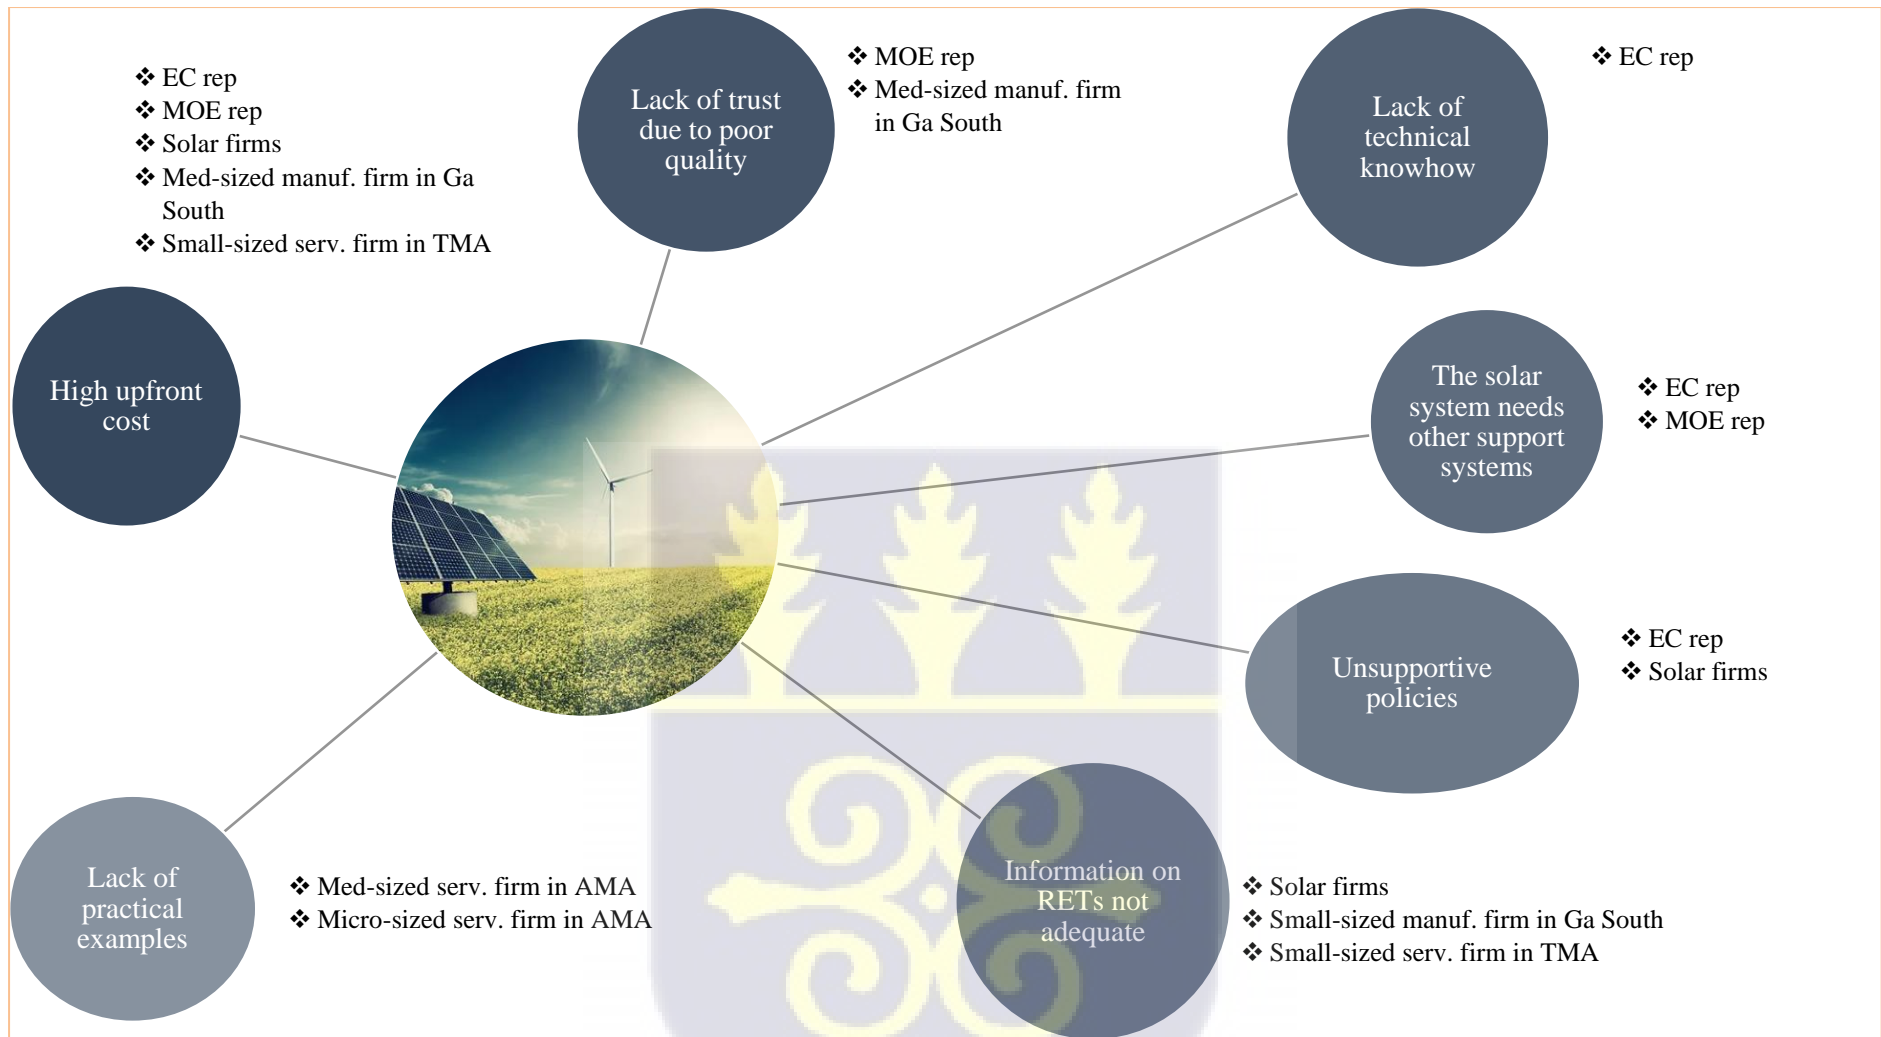 ❖ EC rep
❖ MOE rep
❖ Solar firms
❖ Med-sized manuf. firm in Ga
South
❖ Small-sized serv. firm in TMA
High upfront
cost
Lack of trust
due to poor
quality
❖ MOE rep
❖ Med-sized manuf. firm
in Ga South
Lack of
technical
knowhow
❖ EC rep
The solar
system needs
other support
systems
❖ EC rep
❖ MOE rep
Unsupportive
policies
❖ EC rep
❖ Solar firms
Information on
RETs not
adequate
❖ Solar firms
❖ Small-sized manuf. firm in Ga South
❖ Small-sized serv. firm in TMA
Lack of
practical
examples
❖ Med-sized serv. firm in AMA
❖ Micro-sized serv. firm in AMA